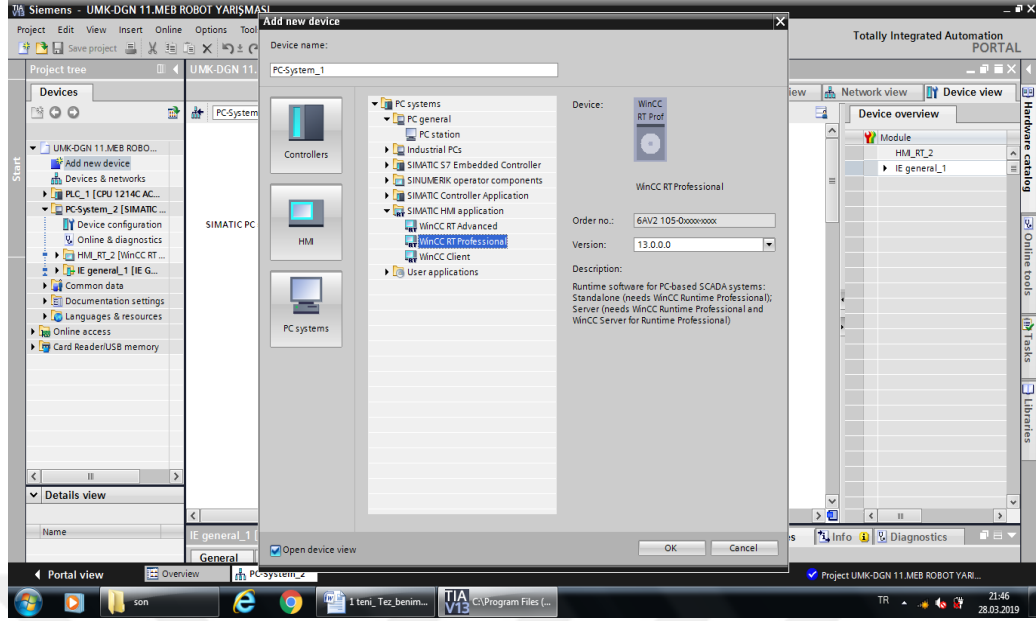 Siemens - UMK-DGN 11.MEB ROBOT YARIŞMASI
Project Edit View Insert Online Options Tool
Totally Integrated Automation
PORTAL
Save project
Add new device
Device name:
PC-System_1
Project tree
UMK-DGN 11.
Devices
UMK-DGN 11.MEB ROBO...
Add new device
Devices & networks
PLC_1 [CPU 1214C AC...
PC-System_2 [SIMATIC ...
Device configuration
Online & diagnostics
HMI_RT_2 [WinCC RT ...
IE general_1 [IE G...
Common data
Documentation settings
Languages & resources
Online access
Card Reader/USB memory
Details view
Name
Start
PC-System
SIMATIC PC
IE general_1 [
General
Controllers
HMI
PC systems
PC systems
PC general
PC station
Industrial PCs
SIMATIC S7 Embedded Controller
SINUMERIK operator components
SIMATIC Controller Application
SIMATIC HMI application
WinCC RT Advanced
WinCC RT Professional
WinCC Client
User applications
Device:
WinCC
RT Prof
WinCC RT Professional
Order no.: 6AV2 105-0xxxx-xxxx
Version: 13.0.0.0
Description:
Runtime software for PC-based SCADA systems:
Standalone (needs WinCC Runtime Professional);
Server (needs WinCC Runtime Professional and
WinCC Server for Runtime Professional)
Open device view
OK
Cancel
iew
Network view
Device view
Device overview
Module
HMI_RT_2
IE general_1
Hardware catalog
Online tools
Tasks
Libraries
es
Info
Diagnostics
Portal view
Overview
PC-System_2
Project UMK-DGN 11.MEB ROBOT YARI...
son
1 teni_Tez_benim...
TIA
V13
C:\Program Files (...
TR
21:46
28.03.2019